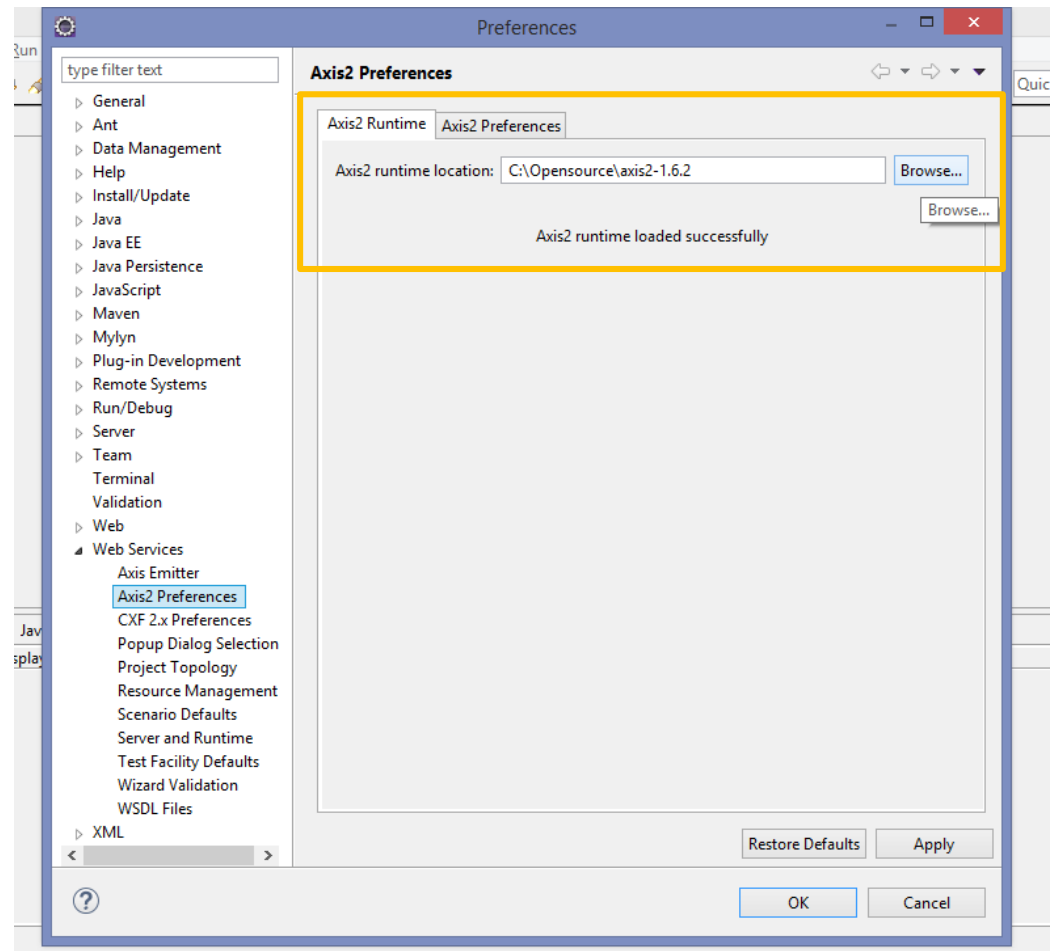 Preferences
Run
type filter text
Axis2 Preferences
Quic
General
Ant
Data Management
Help
Install/Update
Java
Java EE
Java Persistence
JavaScript
Maven
Mylyn
Plug-in Development
Remote Systems
Run/Debug
Server
Team
Terminal
Validation
Web
Web Services
Axis Emitter
Axis2 Preferences
CXF 2.x Preferences
Popup Dialog Selection
Project Topology
Resource Management
Scenario Defaults
Server and Runtime
Test Facility Defaults
Wizard Validation
WSDL Files
XML
Axis2 Runtime Axis2 Preferences
Axis2 runtime location: C:\Opensource\axis2-1.6.2 Browse...
Browse...
Axis2 runtime loaded successfully
Jav
splay
Restore Defaults Apply
? OK Cancel